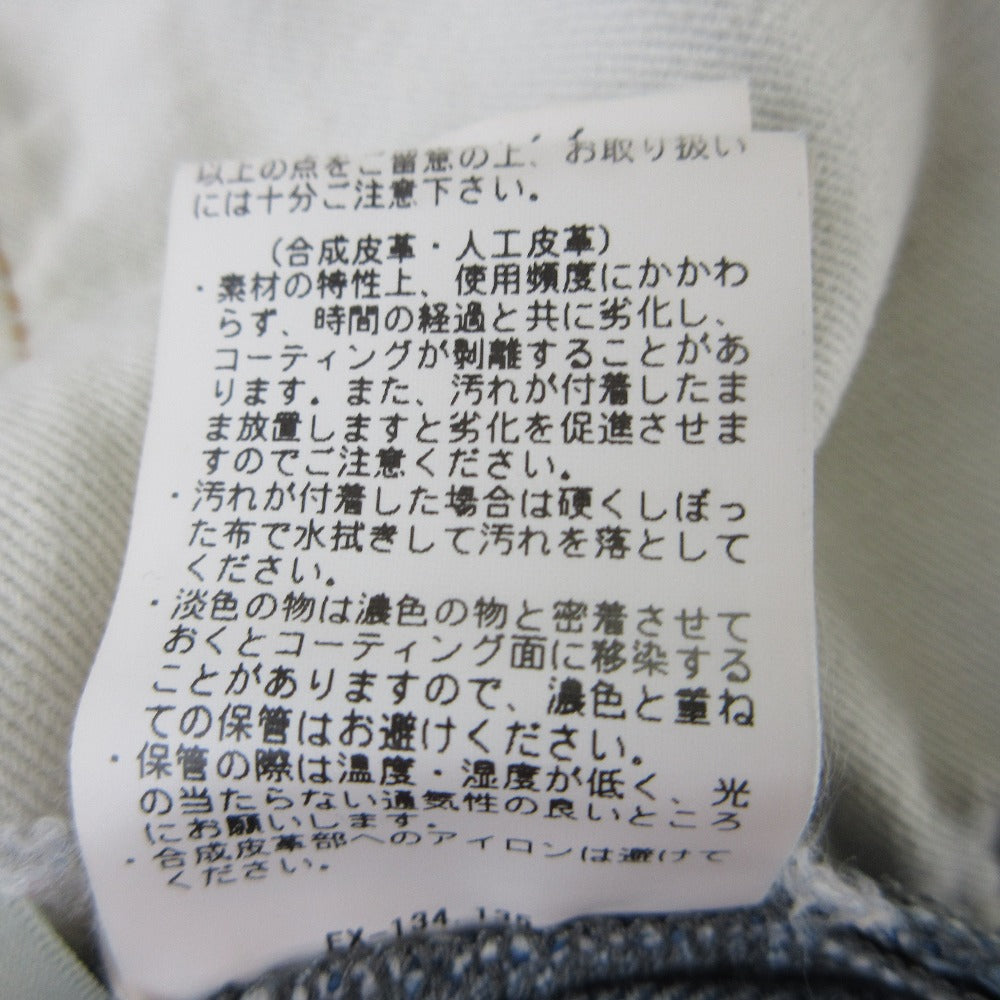 以上の点をご留意の上、お取り扱い
には十分ご注意下さい。
(合成皮革・人工皮革)
・素材の特性上、使用頻度にかかわ
らず、時間の経過と共に劣化し、
コーティングが剥離することがあ
ります。また、汚れが付着したま
ま放置しますと劣化を促進させま
すのでご注意ください。
・汚れが付着した場合は硬くしぼっ
た布で水拭きして汚れを落として
ください。
・淡色の物は濃色の物と密着させて
おくとコーティング面に移染する
ことがありますので、濃色と重ね
ての保管はお避けください。
・保管の際は温度・湿度が低く、光
の当たらない通気性の良いところ
にお願いします。
・合成皮革部へのアイロンは避けて
ください。
EX-134,